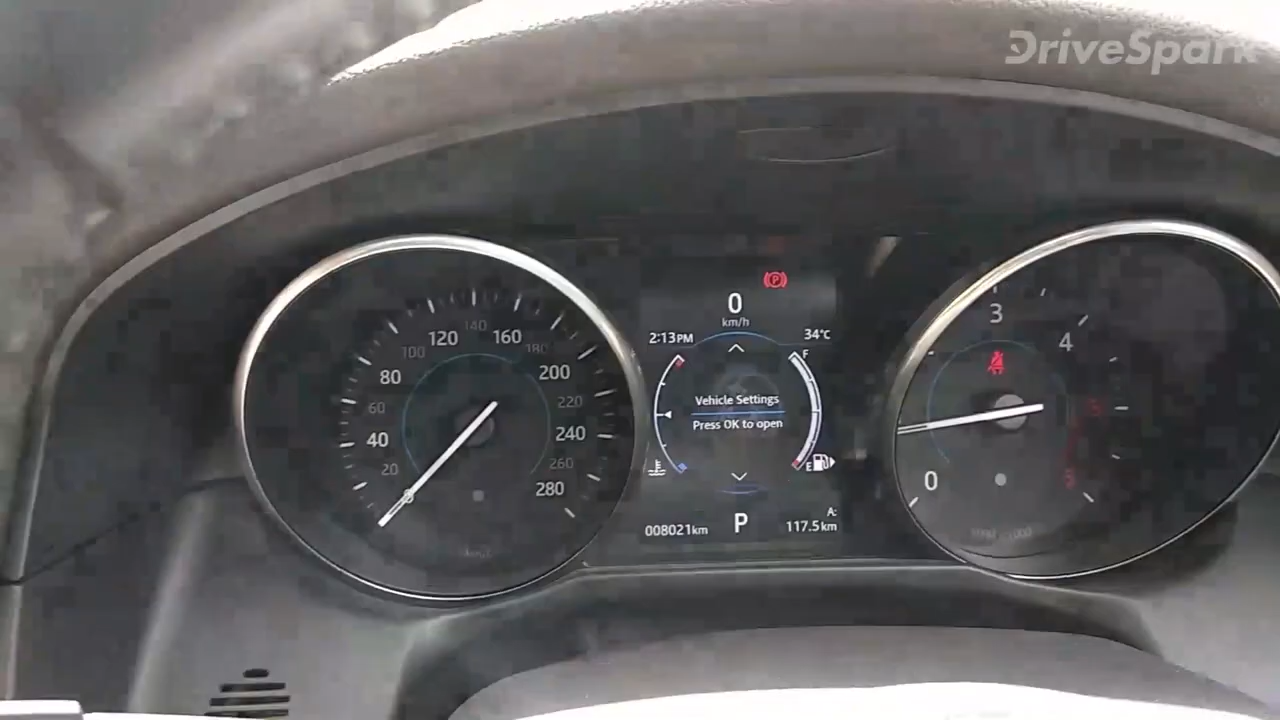 DriveSpark
0
km/h
2:13PM
34°C
Vehicle Settings
Press OK to open
F
E
008021km
P
A:
117.5km
20
40
60
80
100
120
140
160
180
200
220
240
260
280
0
3
4
5